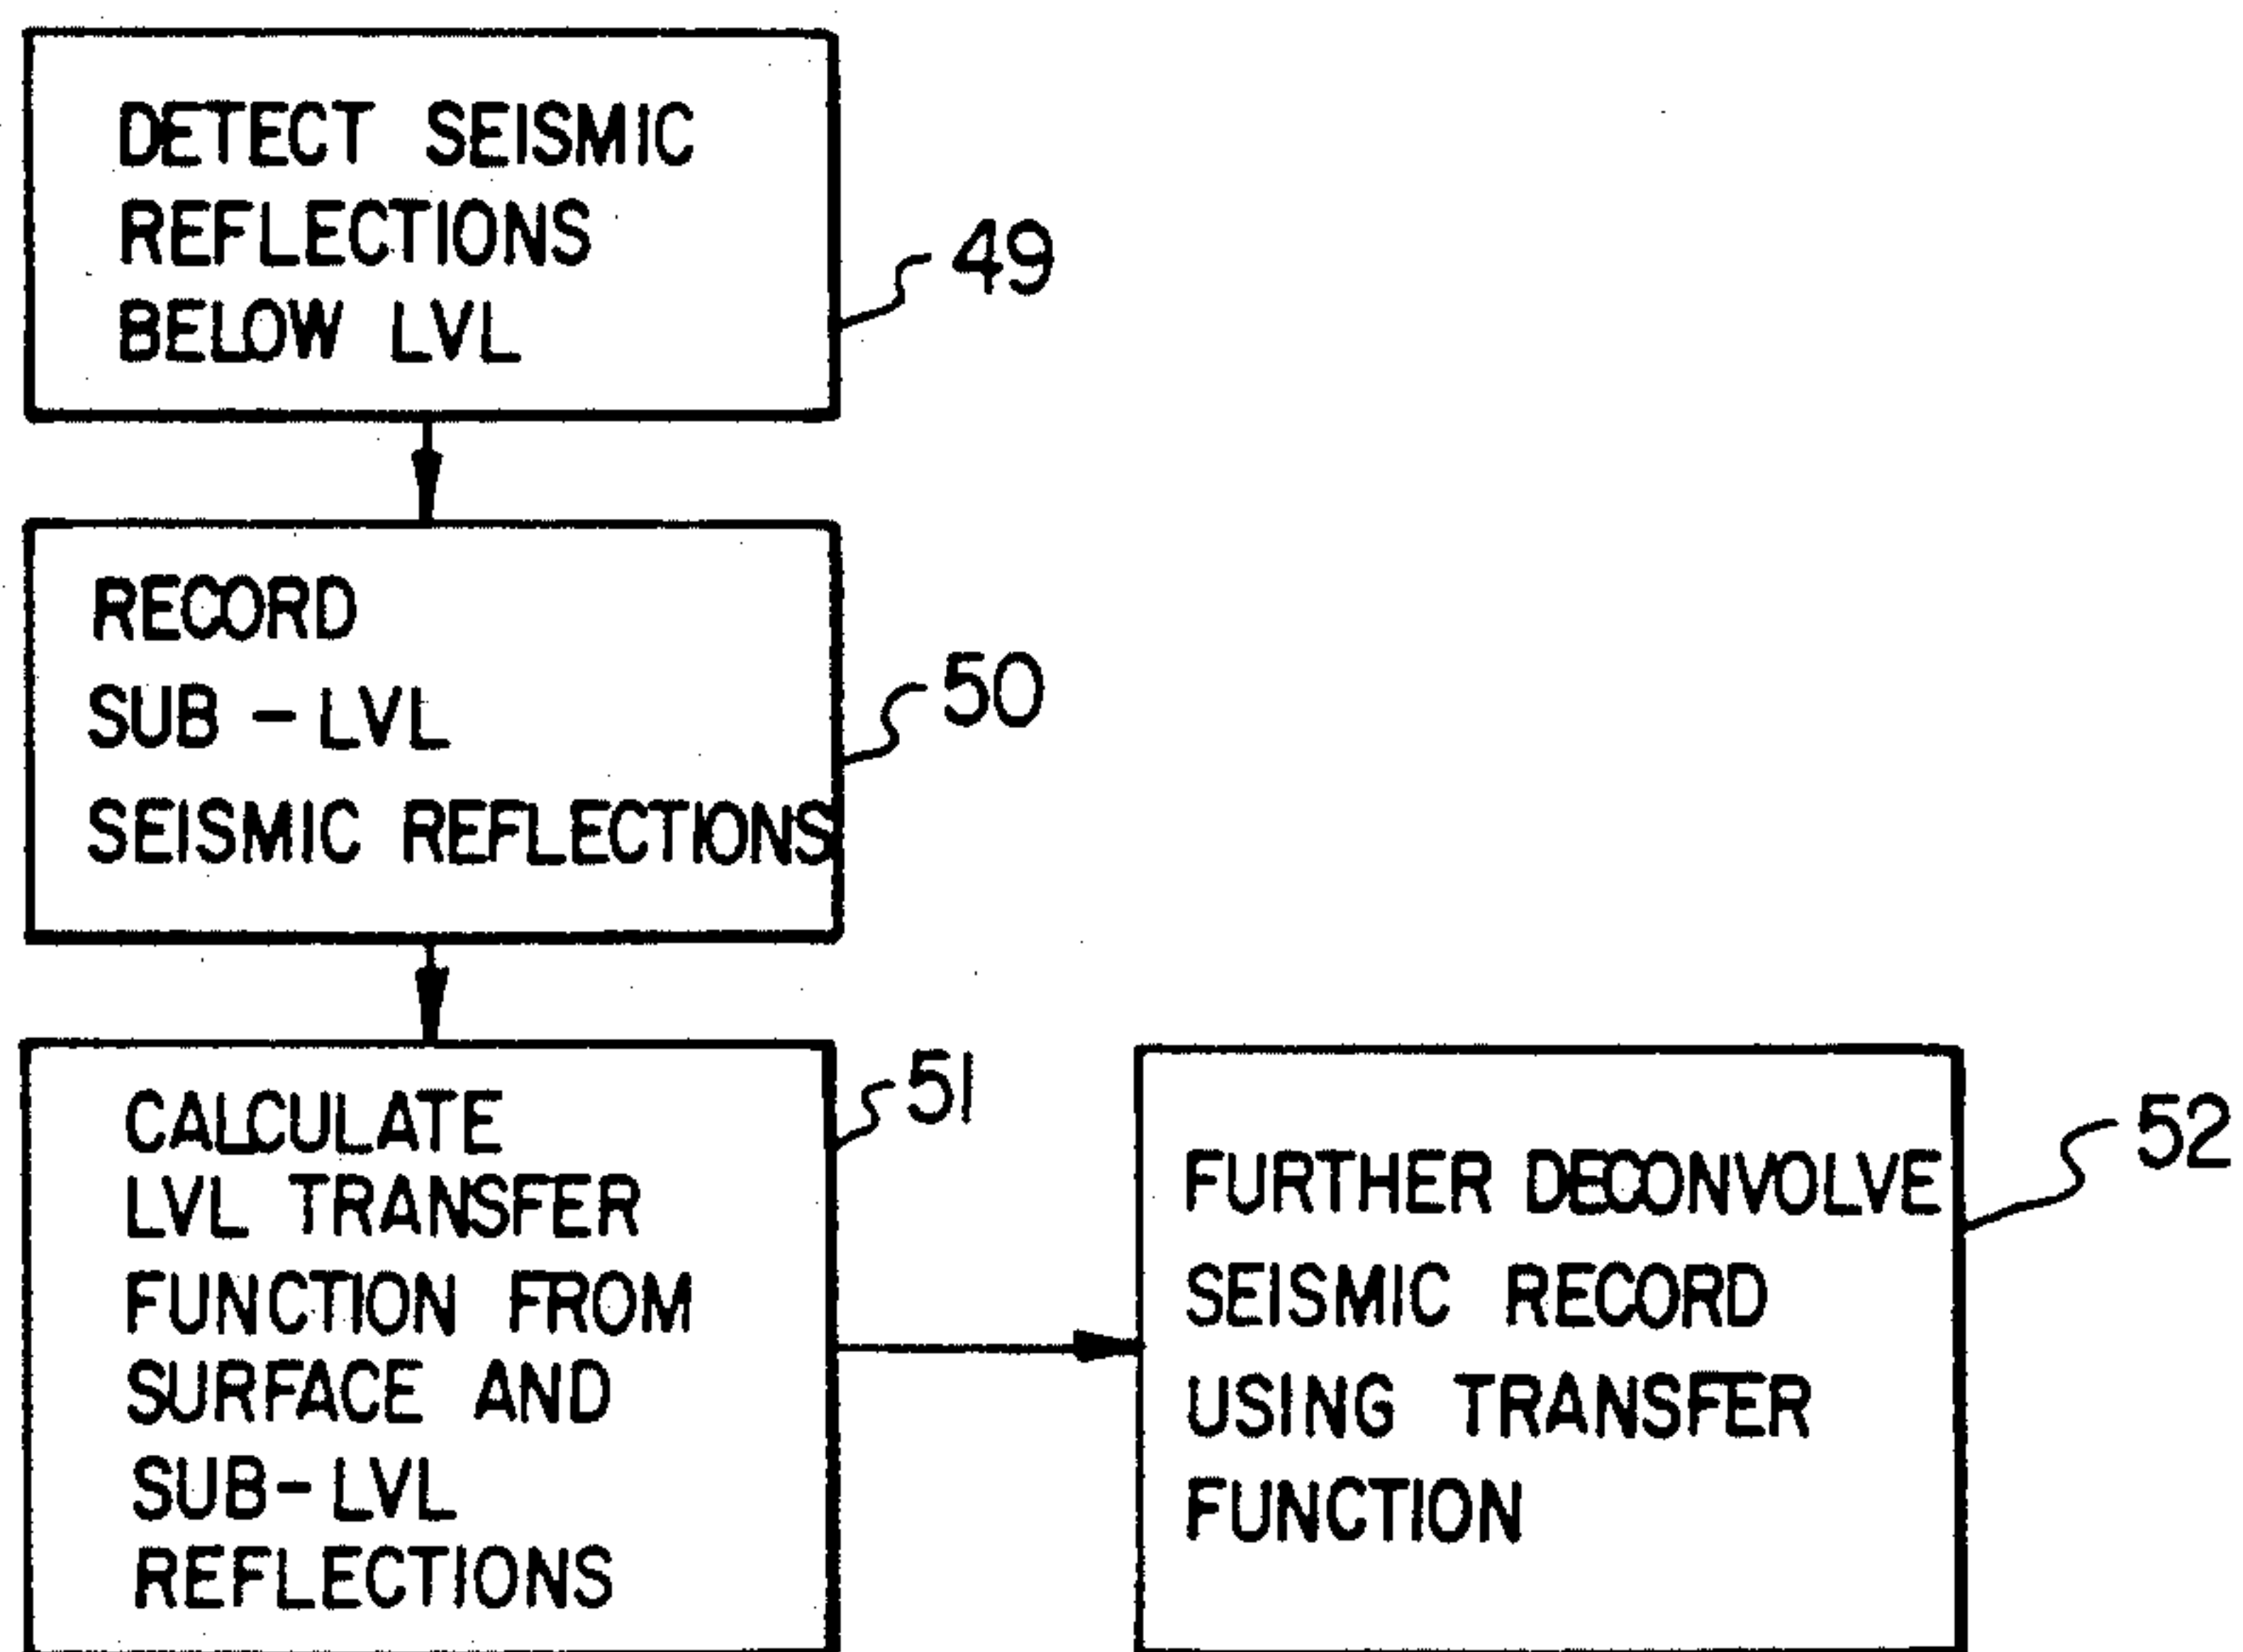 DETECT SEISMIC
REFLECTIONS
BELOW LVL
49
RECORD
SUB - LVL
SEISMIC REFLECTIONS
50
CALCULATE
LVL TRANSFER
FUNCTION FROM
SURFACE AND
SUB-LVL
REFLECTIONS
51
FURTHER DECONVOLVE
SEISMIC RECORD
USING TRANSFER
FUNCTION
52